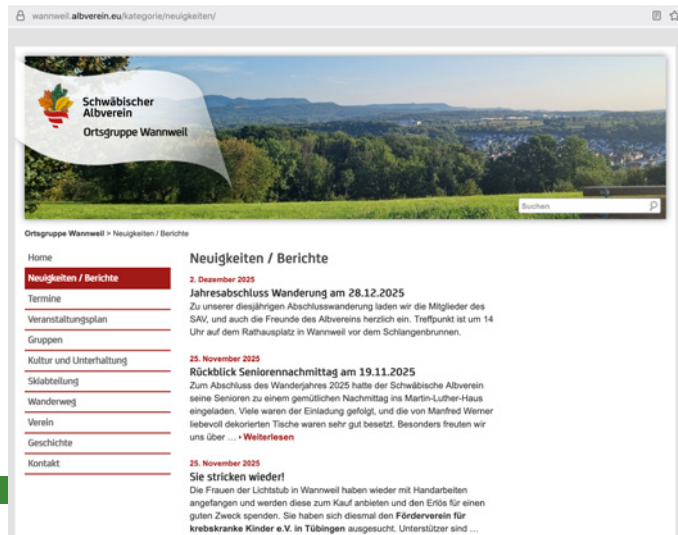 wannweil.albverein.eu/kategorie/neuigkeiten/
Schwäbischer
Albverein
Ortsgruppe Wannweil
Suchen
Ortsgruppe Wannweil > Neuigkeiten / Berichte
Home
Neuigkeiten / Berichte
Termine
Veranstaltungsplan
Gruppen
Kultur und Unterhaltung
Skiabteilung
Wanderweg
Verein
Geschichte
Kontakt
Neuigkeiten / Berichte
2. Dezember 2025
Jahresabschluss Wanderung am 28.12.2025
Zu unserer diesjährigen Abschlusswanderung laden wir die Mitglieder des
SAV, und auch die Freunde des Albvereins herzlich ein. Treffpunkt ist um 14
Uhr auf dem Rathausplatz in Wannweil vor dem Schlangenbrunnen.
25. November 2025
Rückblick Seniorennachmittag am 19.11.2025
Zum Abschluss des Wanderjahres 2025 hatte der Schwäbische Albverein
seine Senioren zu einem gemütlichen Nachmittag ins Martin-Luther-Haus
eingeladen. Viele waren der Einladung gefolgt, und die von Manfred Werner
liebevoll dekorierten Tische waren sehr gut besetzt. Besonders freuten wir
uns über … ▸ Weiterlesen
25. November 2025
Sie stricken wieder!
Die Frauen der Lichtstub in Wannweil haben wieder mit Handarbeiten
angefangen und werden diese zum Kauf anbieten und den Erlös für einen
guten Zweck spenden. Sie haben sich diesmal den Förderverein für
krebskranke Kinder e.V. in Tübingen ausgesucht. Unterstützer sind …